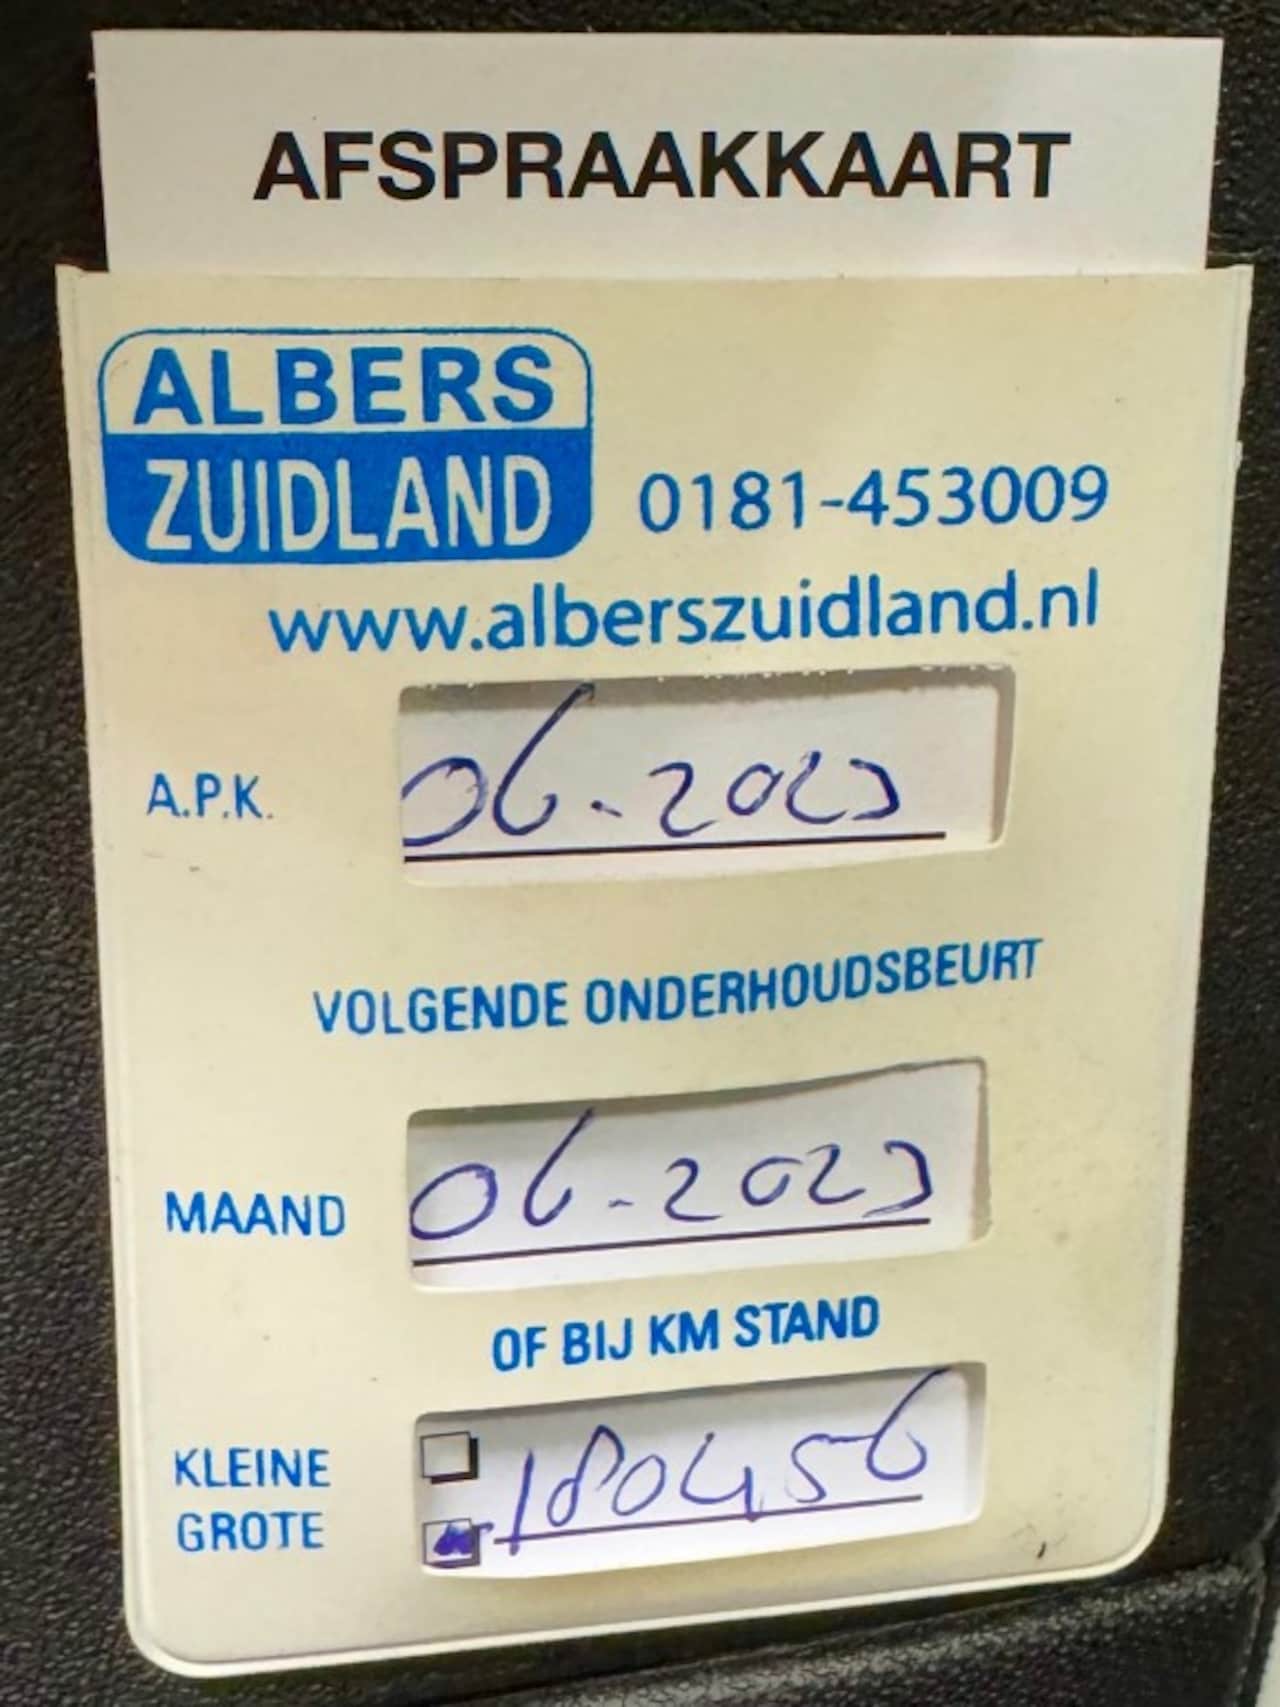 AFSPRAAKKAART
ALBERS
ZUIDLAND
0181-453009
www.alberszuidland.nl
A.P.K. 06-2023
VOLGENDE ONDERHOUDSBEURT
MAAND 06-2023
OF BIJ KM STAND
KLEINE
GROTE 180456